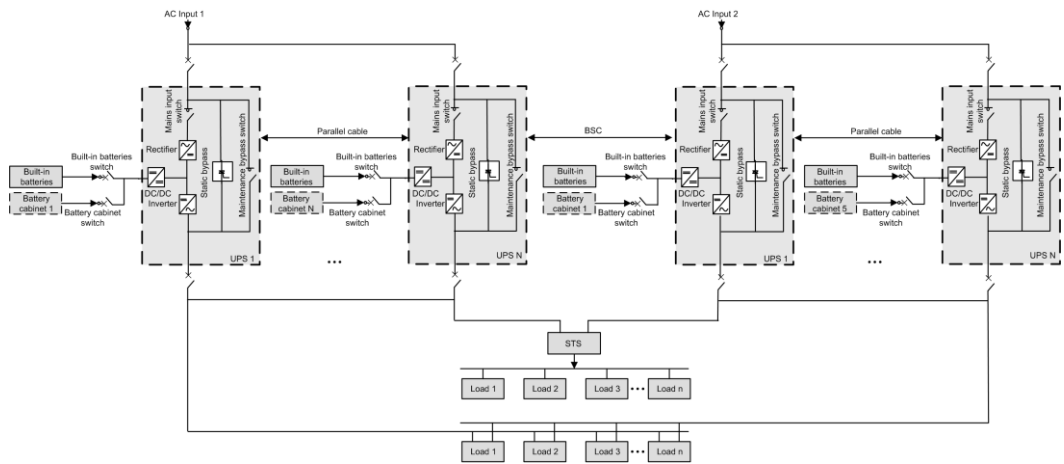 AC Input 1
AC Input 2
Mains input switch
Rectifier
DC/DC
Inverter
Static bypass
Maintenance bypass switch
UPS 1
Built-in batteries switch
Built-in batteries
Battery cabinet 1
Battery cabinet switch
Parallel cable
...
Mains input switch
Rectifier
DC/DC
Inverter
Static bypass
Maintenance bypass switch
UPS N
Built-in batteries switch
Built-in batteries
Battery cabinet N
Battery cabinet switch
BSC
Mains input switch
Rectifier
DC/DC
Inverter
Static bypass
Maintenance bypass switch
UPS 1
Built-in batteries switch
Built-in batteries
Battery cabinet 1
Battery cabinet switch
Parallel cable
...
Mains input switch
Rectifier
DC/DC
Inverter
Static bypass
Maintenance bypass switch
UPS N
Built-in batteries switch
Built-in batteries
Battery cabinet 5
Battery cabinet switch
STS
Load 1 Load 2 Load 3 ••• Load n
Load 1 Load 2 Load 3 ••• Load n